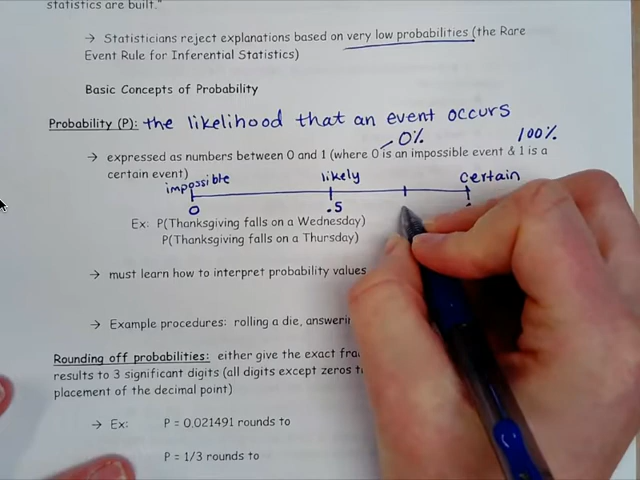 statistics are built."
→ Statisticians reject explanations based on very low probabilities (the Rare
Event Rule for Inferential Statistics)
Basic Concepts of Probability
Probability (P): the likelihood that an event occurs
0% 100%
→ expressed as numbers between 0 and 1 (where 0 is an impossible event & 1 is a
certain event)
impossible likely certain
0 .5
Ex: P(Thanksgiving falls on a Wednesday)
P(Thanksgiving falls on a Thursday)
→ must learn how to interpret probability values
→ Example procedures: rolling a die,
Rounding off probabilities: either give the exact
results to 3 significant digits (all digits except zeros
placement of the decimal point)
→ Ex: P = 0.021491 rounds to
P = 1/3 rounds to